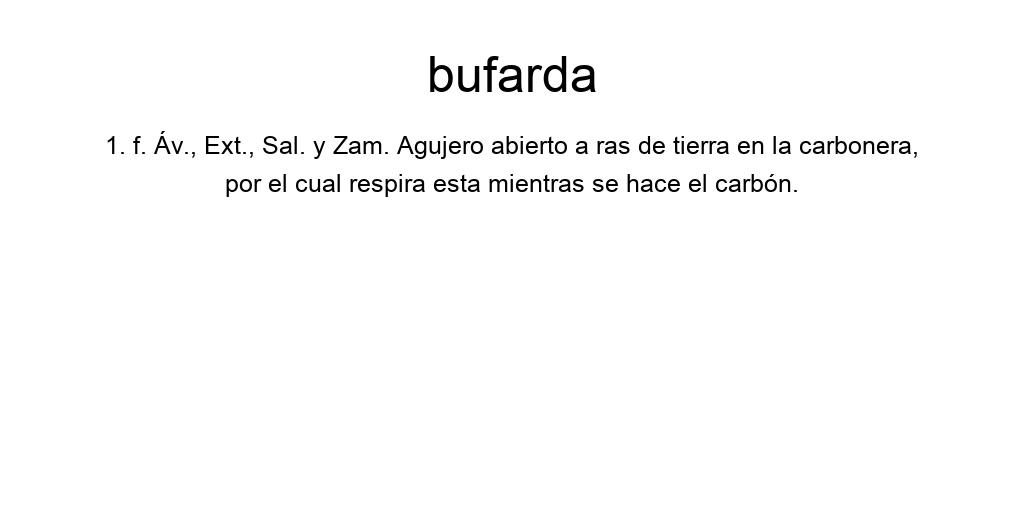 bufarda
1. f. Áv., Ext., Sal. y Zam. Agujero abierto a ras de tierra en la carbonera,
por el cual respira esta mientras se hace el carbón.